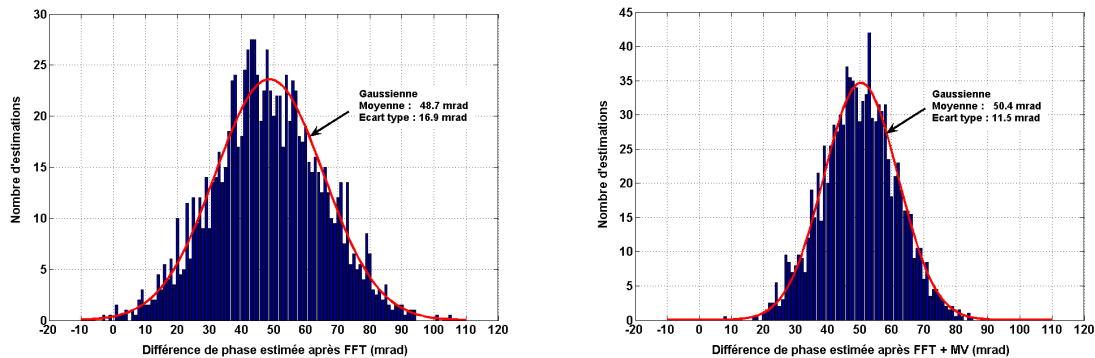 30
25
20
15
10
5
0
Nombre d'estimations
Gaussienne
Moyenne : 48.7 mrad
Ecart type : 16.9 mrad
-20 -10 0 10 20 30 40 50 60 70 80 90 100 110 120
Différence de phase estimée après FFT (mrad)
45
40
35
30
25
20
15
10
5
0
Nombre d'estimations
Gaussienne
Moyenne : 50.4 mrad
Ecart type : 11.5 mrad
-20 -10 0 10 20 30 40 50 60 70 80 90 100 110 120
Différence de phase estimée après FFT + MV (mrad)